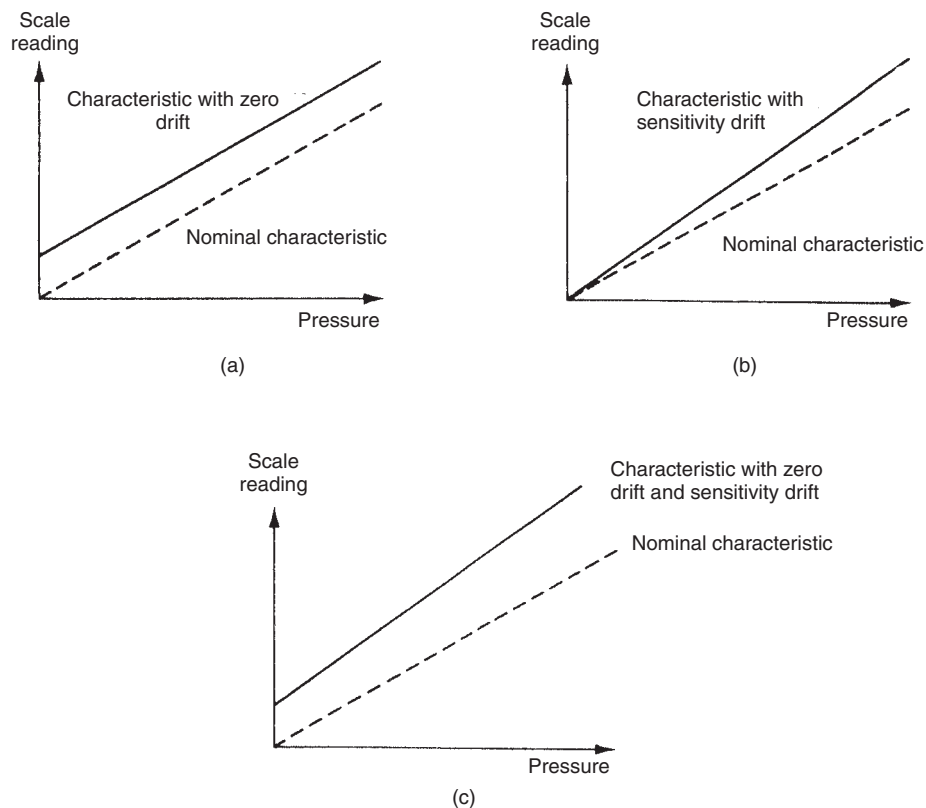 Scale
reading
Characteristic with zero
drift
Nominal characteristic
Pressure
(a)
Scale
reading
Characteristic with
sensitivity drift
Nominal characteristic
Pressure
(b)
Scale
reading
Characteristic with zero
drift and sensitivity drift
Nominal characteristic
Pressure
(c)